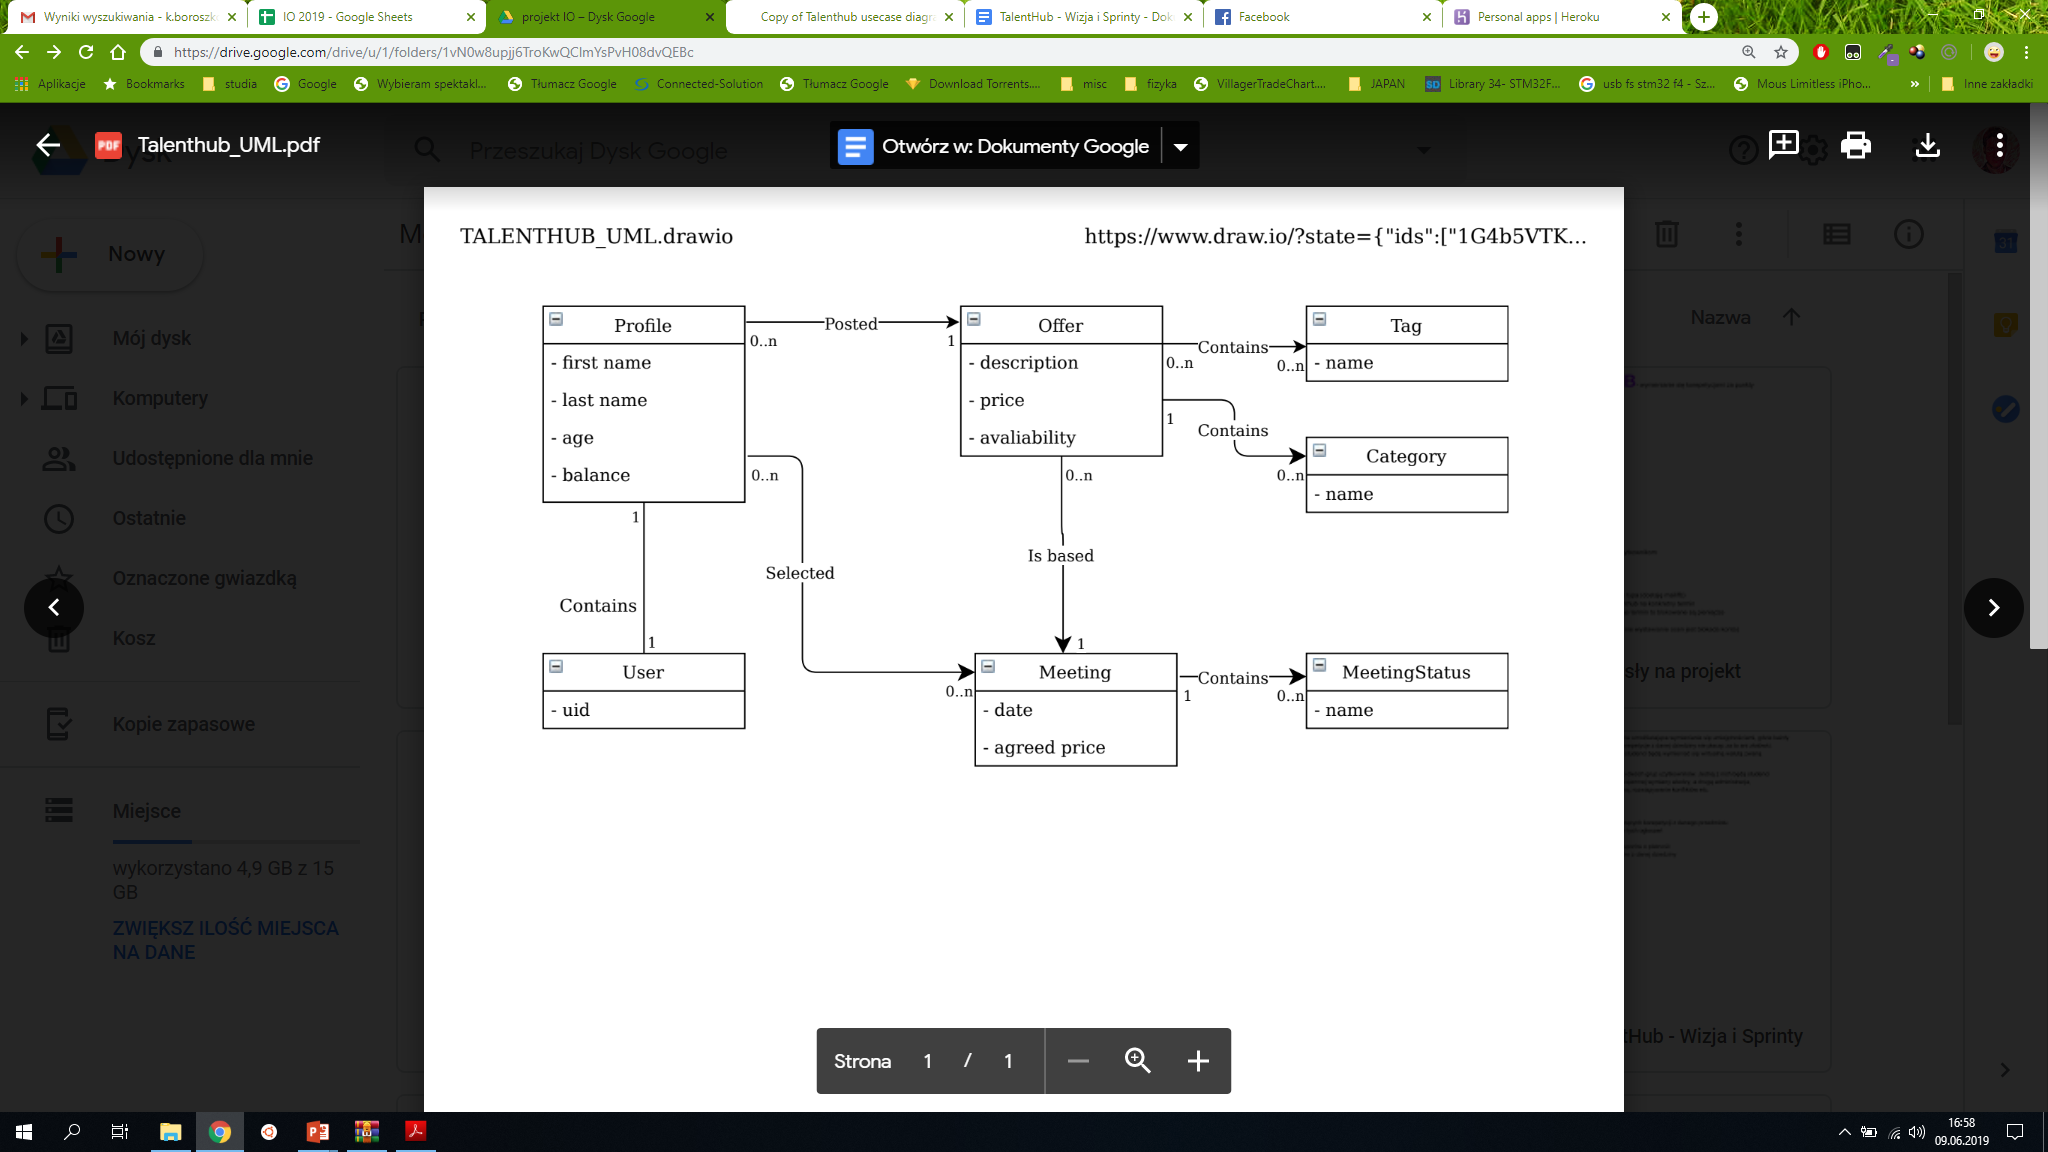 Wyniki wyszukiwania - k.boroszk
IO 2019 - Google Sheets
projekt IO – Dysk Google
Copy of Talenthub usecase diagra
TalentHub - Wizja i Sprinty - Dok
Facebook
Personal apps | Heroku
https://drive.google.com/drive/u/1/folders/1vN0w8upjj6TroKwQClmYsPvH08dvQEBc
Aplikacje
Bookmarks
studia
Google
Wybieram spektakl...
Tłumacz Google
Connected-Solution
Tłumacz Google
Download Torrents....
misc
fizyka
VillagerTradeChart....
JAPAN
Library 34- STM32F...
usb fs stm32 f4 - Sz...
Mous Limitless iPho...
»
Inne zakładki
Talenthub_UML.pdf
Przeszukaj Dysk Google
Otwórz w: Dokumenty Google
Nowy
Mój dysk
Komputery
Udostępnione dla mnie
Ostatnie
Oznaczone gwiazdką
Kosz
Kopie zapasowe
Miejsce
wykorzystano 4,9 GB z 15
GB
ZWIĘKSZ ILOŚĆ MIEJSCA
NA DANE
TALENTHUB_UML.drawio
https://www.draw.io/?state={"ids":["1G4b5VTK...
Profile
- first name
- last name
- age
- balance
Posted
0..n
1
Offer
- description
- price
- avaliability
Contains
0..n
0..n
Tag
- name
1
Contains
0..n
Category
- name
0..n
Selected
0..n
0..n
Is based
1
1
Contains
1
User
- uid
Meeting
- date
- agreed price
Contains
1
0..n
MeetingStatus
- name
Nazwa
sły na projekt
tHub - Wizja i Sprinty
31
Strona 1 / 1
16:58
09.06.2019